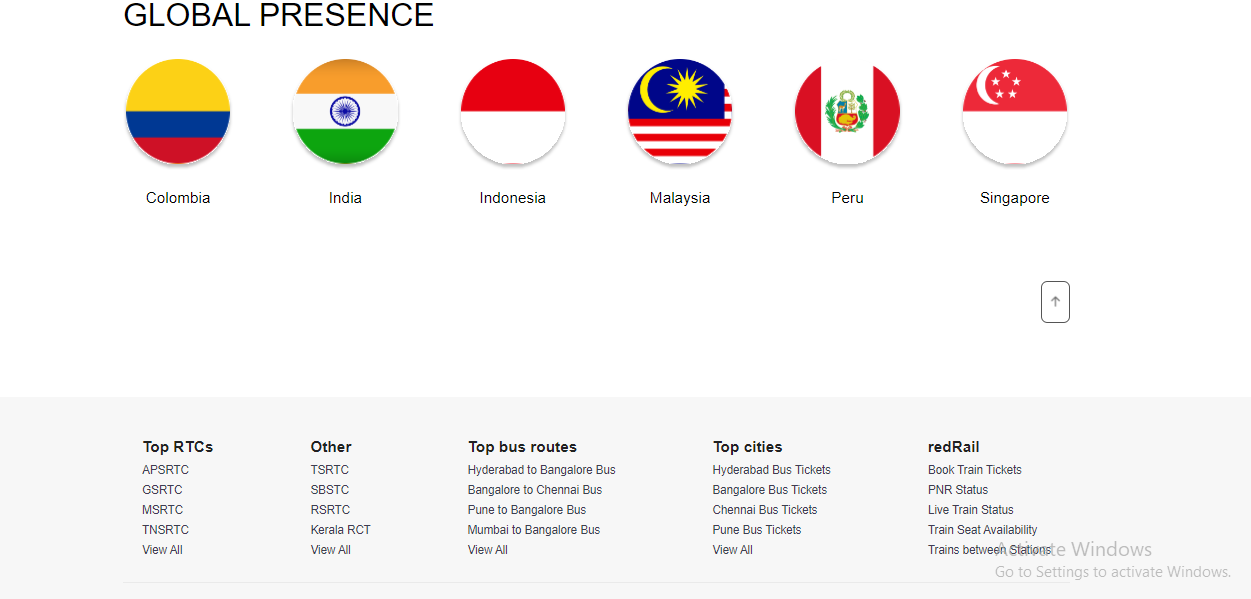 GLOBAL PRESENCE
Colombia
India
Indonesia
Malaysia
Peru
Singapore
Top RTCs
APSRTC
GSRTC
MSRTC
TNSRTC
View All
Other
TSRTC
SBSTC
RSRTC
Kerala RCT
View All
Top bus routes
Hyderabad to Bangalore Bus
Bangalore to Chennai Bus
Pune to Bangalore Bus
Mumbai to Bangalore Bus
View All
Top cities
Hyderabad Bus Tickets
Bangalore Bus Tickets
Chennai Bus Tickets
Pune Bus Tickets
View All
redRail
Book Train Tickets
PNR Status
Live Train Status
Train Seat Availability
Trains between Stations
Activate Windows
Go to Settings to activate Windows.